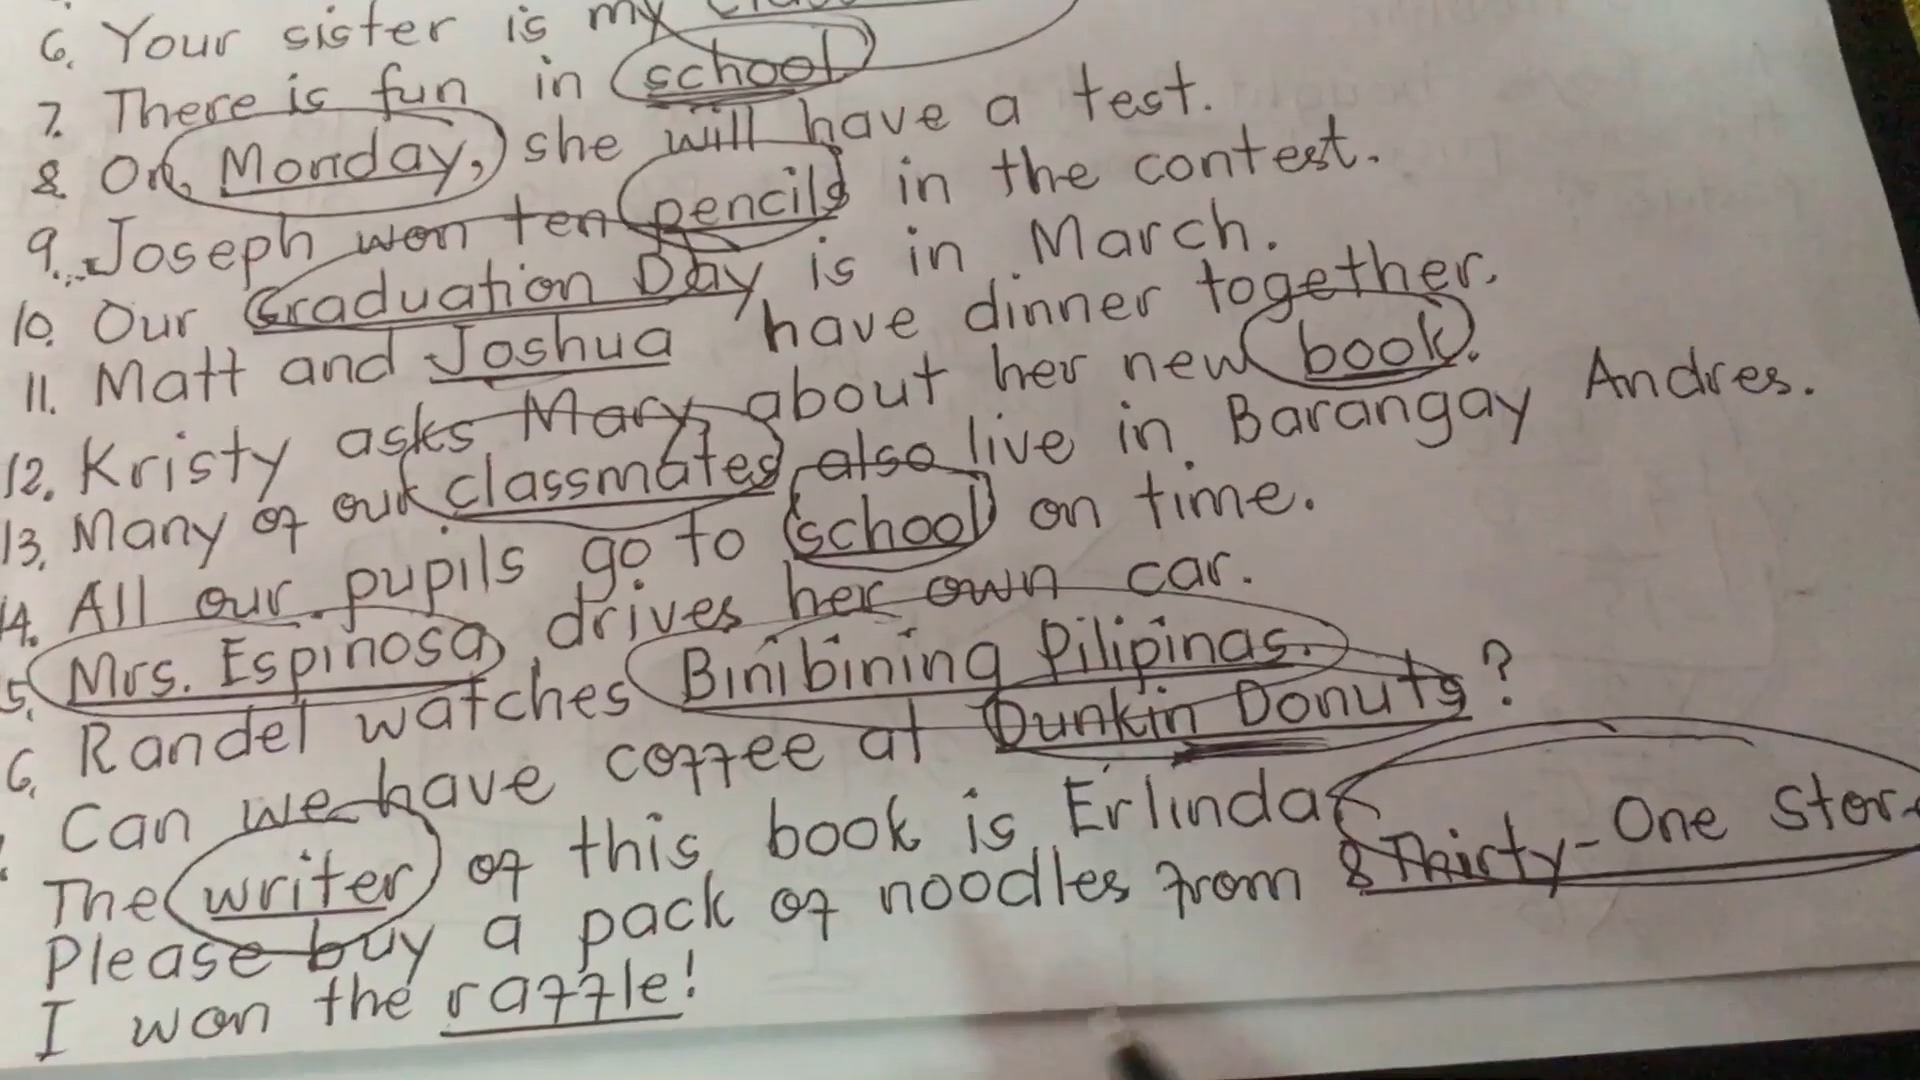 6. Your sister is my
7. There is fun in school
8. On Monday, she will have a test.
9. Joseph won ten pencils in the contest.
10. Our Graduation Day is in March.
11. Matt and Joshua have dinner together.
12. Kristy asks Mary about her new book.
13. Many of our classmates also live in Barangay Andres.
14. All our pupils go to school on time.
5. Mrs. Espinosa drives her own car.
6. Randel watches Binibining Pilipinas.
Can we have coffee at Dunkin Donuts?
The writer of this book is Erlinda
Please buy a pack of noodles from Thirty-One Stor
I won the raffle!